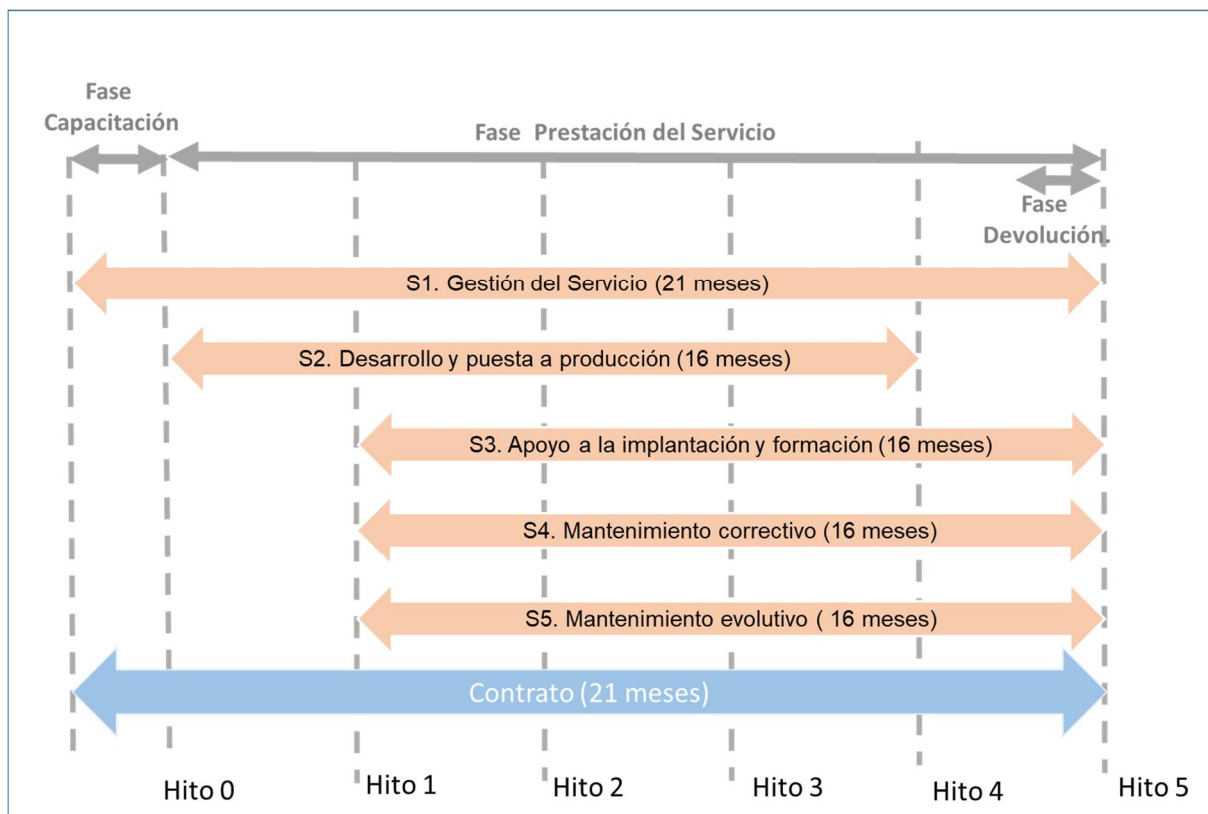 Fase
Capacitación
Fase Prestación del Servicio
Fase
Devolución.
S1. Gestión del Servicio (21 meses)
S2. Desarrollo y puesta a producción (16 meses)
S3. Apoyo a la implantación y formación (16 meses)
S4. Mantenimiento correctivo (16 meses)
S5. Mantenimiento evolutivo ( 16 meses)
Contrato (21 meses)
Hito 0
Hito 1
Hito 2
Hito 3
Hito 4
Hito 5